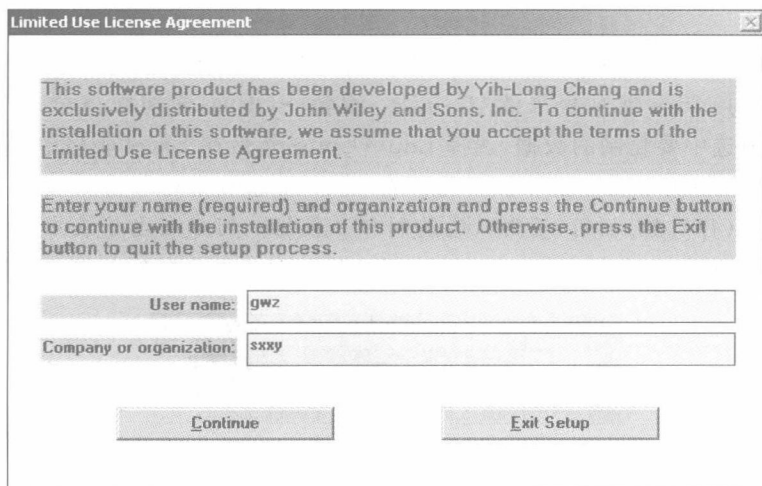 Limited Use License Agreement
This software product has been developed by Yih-Long Chang and is
exclusively distributed by John Wiley and Sons, Inc. To continue with the
installation of this software, we assume that you accept the terms of the
Limited Use License Agreement.
Enter your name (required) and organization and press the Continue button
to continue with the installation of this product. Otherwise, press the Exit
button to quit the setup process.
User name: gwz
Company or organization: sxxy
Continue Exit Setup